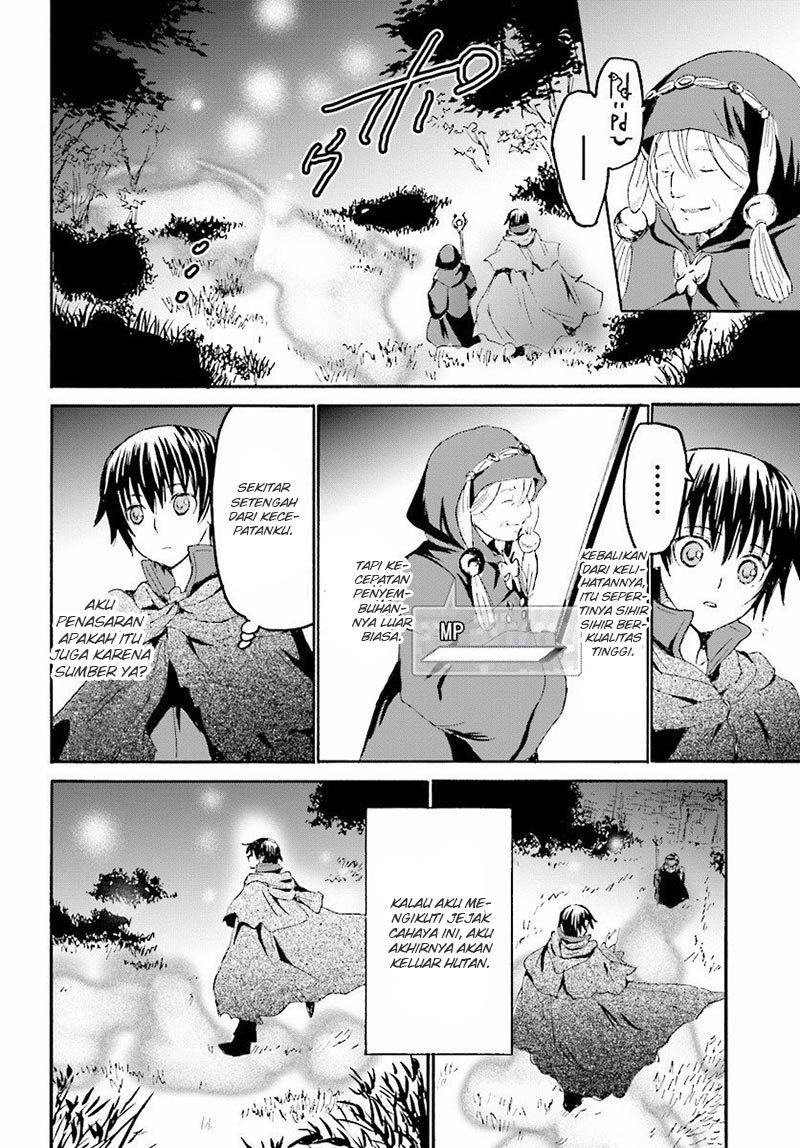 ……
KEBALIKAN
DARI KELI-
HATANNYA,
ITU SEPER-
TINYA SIHIR
SIHIR BER-
KUALITAS
TINGGI.
TAPI KE-
CEPATAN
PENYEM-
BUHAN-
NYA LUAR
BIASA.
MP
SEKITAR
SETENGAH
DARI KECE-
PATANKU.
AKU
PENASARAN
APAKAH ITU
JUGA KARENA
SUMBER YA?
KALAU AKU ME-
NGIKUTI JEJAK
CAHAYA INI, AKU
AKHIRNYA AKAN
KELUAR HUTAN.